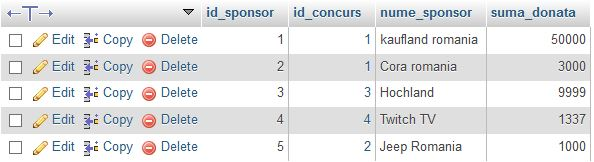 id_sponsor id_concurs nume_sponsor suma_donata
Edit Copy Delete 1 1 kaufland romania 50000
Edit Copy Delete 2 1 Cora romania 3000
Edit Copy Delete 3 3 Hochland 9999
Edit Copy Delete 4 4 Twitch TV 1337
Edit Copy Delete 5 2 Jeep Romania 1000